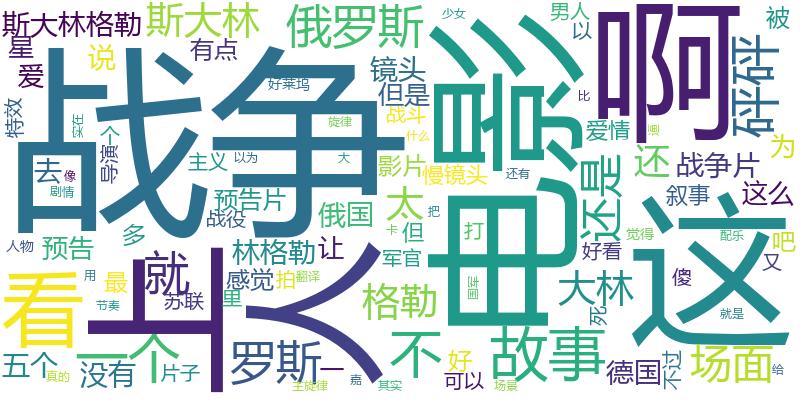 斯大林格勒
斯大林
俄罗斯
少女
男人
以
被
星
爱
说
有点
好莱坞
镜头
但是
比
啊
砰砰
特效
实在
个
导演
旋律
战斗
什么
电影
爱情
逼
为
战争
去
像
剧情
主义
以为
大
影片
慢镜头
还有
还是
还
战争片
预告片
战役
俄国
太
把
叙事
这么
人物
预告
多
林格勒
让
卡
但
打
觉得
配乐
吧
好看
又
看
上
就
用
最
节奏
苏联
感觉
里
拍
翻译
人
军官
格勒
国军
大林
傻
这
死
就是
五个
真的
一个
没有
片子
罗斯
一
主旋律
嘉
其实
不
好
可以
故事
场景
德国
不过
场面
给